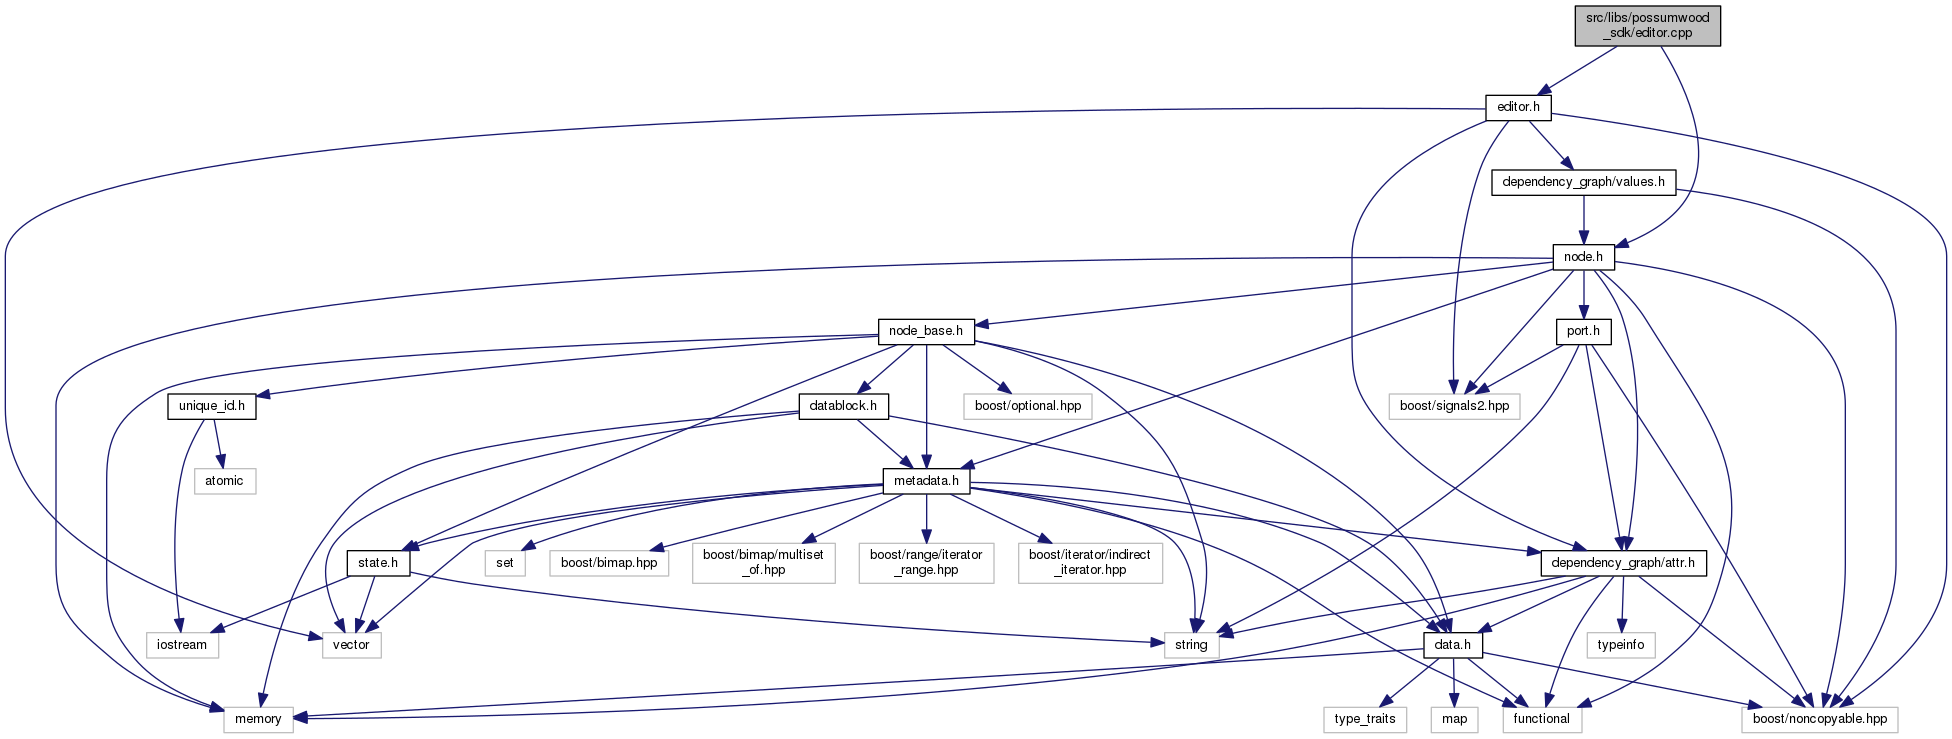 src/libs/possumwood
_sdk/editor.cpp
editor.h
dependency_graph/values.h
node.h
node_base.h
port.h
unique_id.h
datablock.h
boost/optional.hpp
boost/signals2.hpp
atomic
metadata.h
state.h
set
boost/bimap.hpp
boost/bimap/multiset
_of.hpp
boost/range/iterator
_range.hpp
boost/iterator/indirect
_iterator.hpp
dependency_graph/attr.h
iostream
vector
string
data.h
typeinfo
memory
type_traits
map
functional
boost/noncopyable.hpp